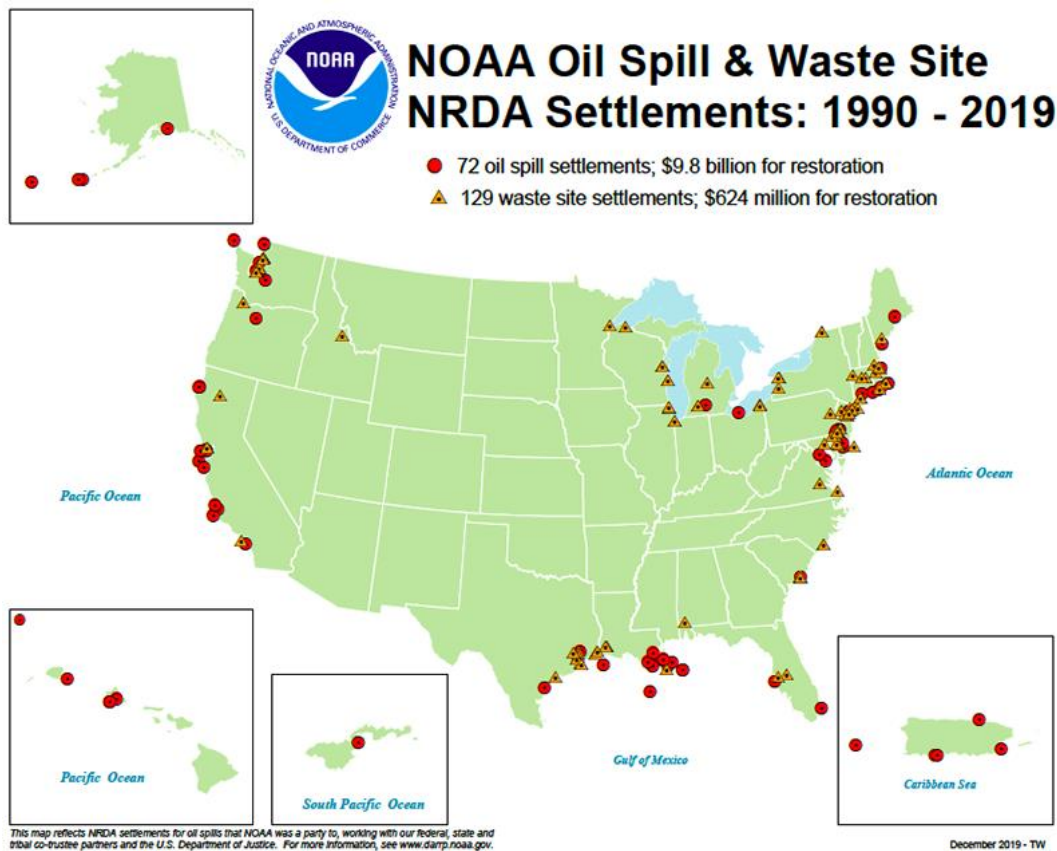 NATIONAL OCEANIC AND ATMOSPHERIC ADMINISTRATION
NOAA
U.S. DEPARTMENT OF COMMERCE
NOAA Oil Spill & Waste Site
NRDA Settlements: 1990 - 2019
72 oil spill settlements; $9.8 billion for restoration
129 waste site settlements; $624 million for restoration
Pacific Ocean
Atlantic Ocean
Gulf of Mexico
Pacific Ocean
South Pacific Ocean
Caribbean Sea
This map reflects NRDA settlements for oil spills that NOAA was a party to, working with our federal, state and
tribal co-trustee partners and the U.S. Department of Justice. For more information, see www.darrp.noaa.gov.
December 2019 - TW